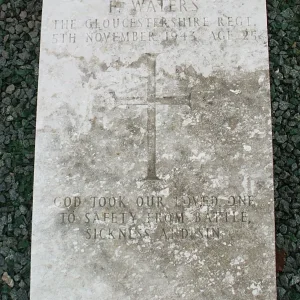 F. WATERS
THE GLOUCESTERSHIRE REGT.
5TH NOVEMBER 1943 AGE 25
GOD TOOK OUR LOVED ONE
TO SAFETY FROM BATTLE,
SICKNESS AND SIN.